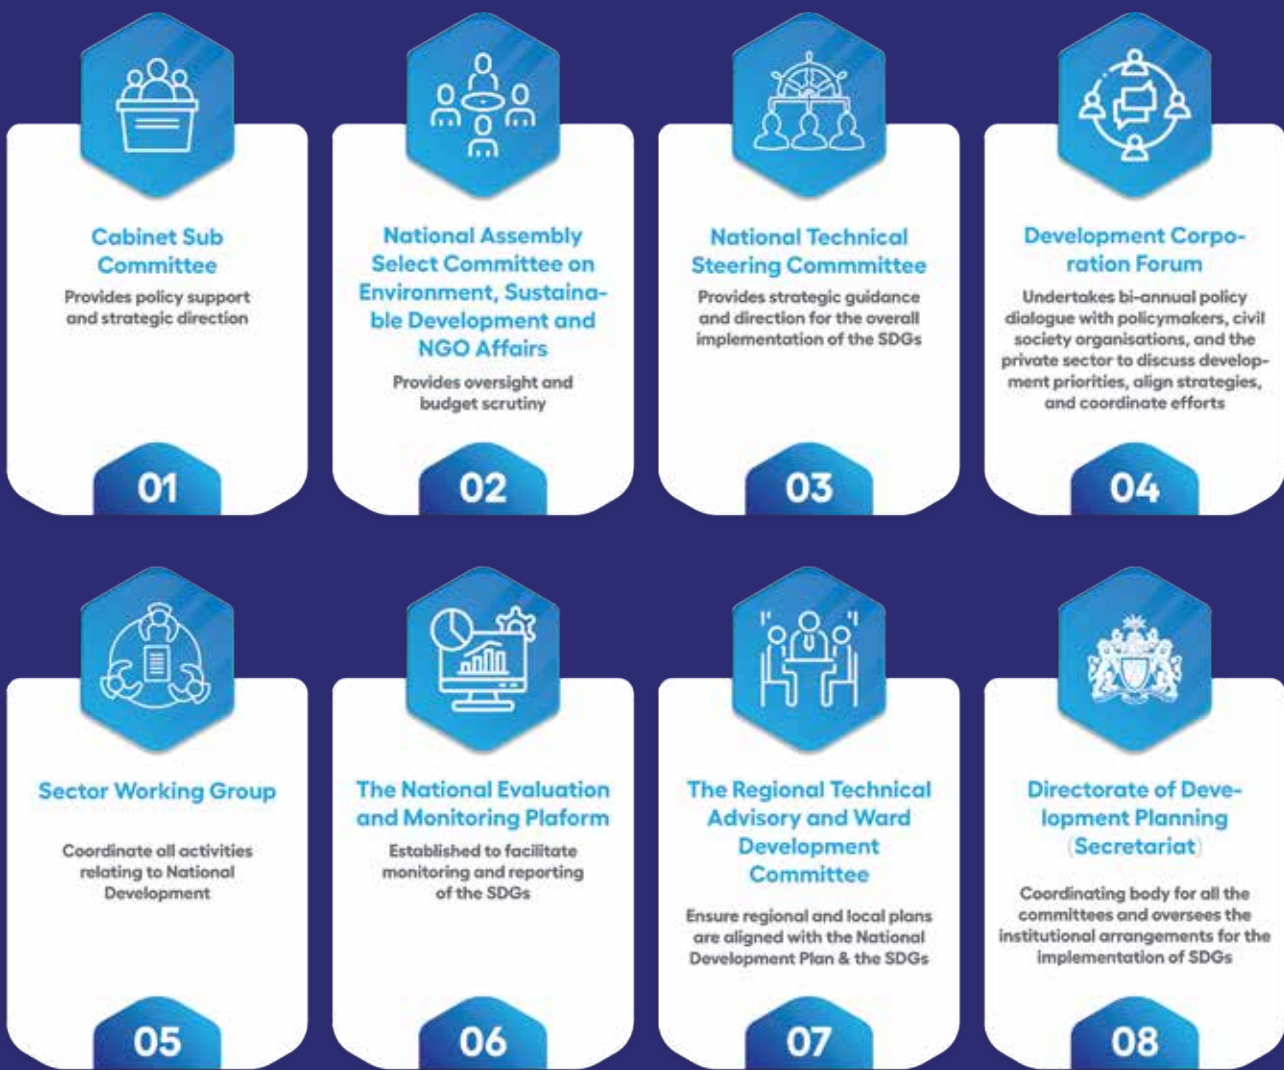 Cabinet Sub
Committee
Provides policy support
and strategic direction
01
National Assembly
Select Committee on
Environment, Sustaina-
ble Development and
NGO Affairs
Provides oversight and
budget scrutiny
02
National Technical
Steering Commmittee
Provides strategic guidance
and direction for the overall
implementation of the SDGs
03
Development Corpo-
ration Forum
Undertakes bi-annual policy
dialogue with policymakers, civil
society organisations, and the
private sector to discuss develop-
ment priorities, align strategies,
and coordinate efforts
04
Sector Working Group
Coordinate all activities
relating to National
Development
05
The National Evaluation
and Monitoring Plaform
Established to facilitate
monitoring and reporting
of the SDGs
06
The Regional Technical
Advisory and Ward
Development
Committee
Ensure regional and local plans
are aligned with the National
Development Plan & the SDGs
07
Directorate of Deve-
lopment Planning
(Secretariat)
Coordinating body for all the
committees and oversees the
institutional arrangements for the
implementation of SDGs
08